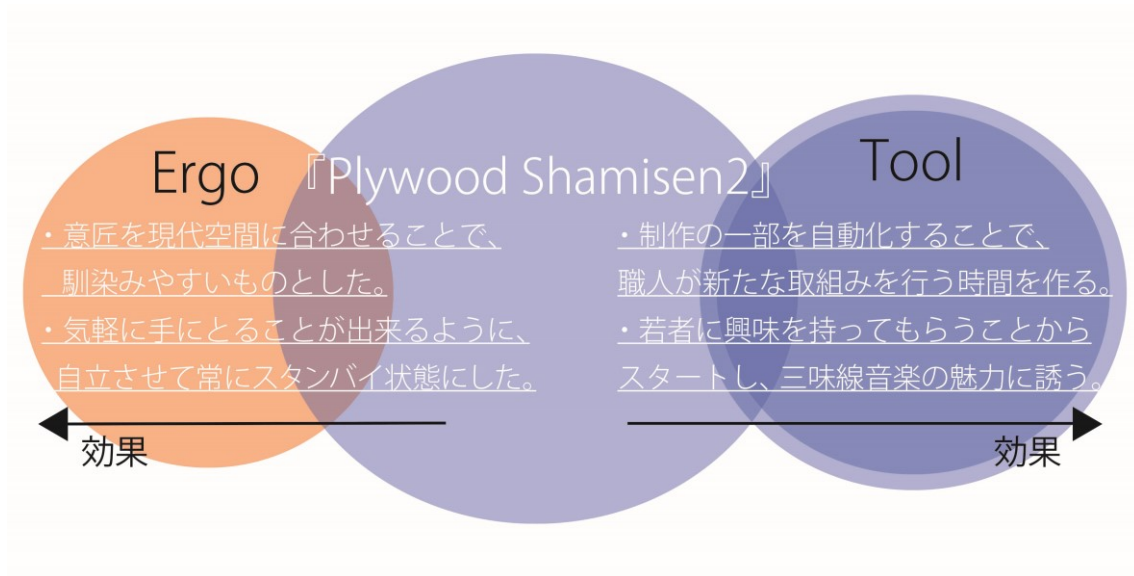 Ergo
『Plywood Shamisen2』
Tool
・意匠を現代空間に合わせることで、
馴染みやすいものとした。
・気軽に手にとることが出来るように、
自立させて常にスタンバイ状態にした。
効果
・制作の一部を自動化することで、
職人が新たな取組みを行う時間を作る。
・若者に興味を持ってもらうことから
スタートし、三味線音楽の魅力に誘う。
効果